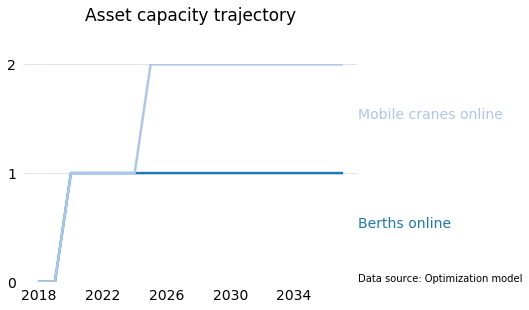 Asset capacity trajectory
2
Mobile cranes online
1
Berths online
0
Data source: Optimization model
2018 2022 2026 2030 2034